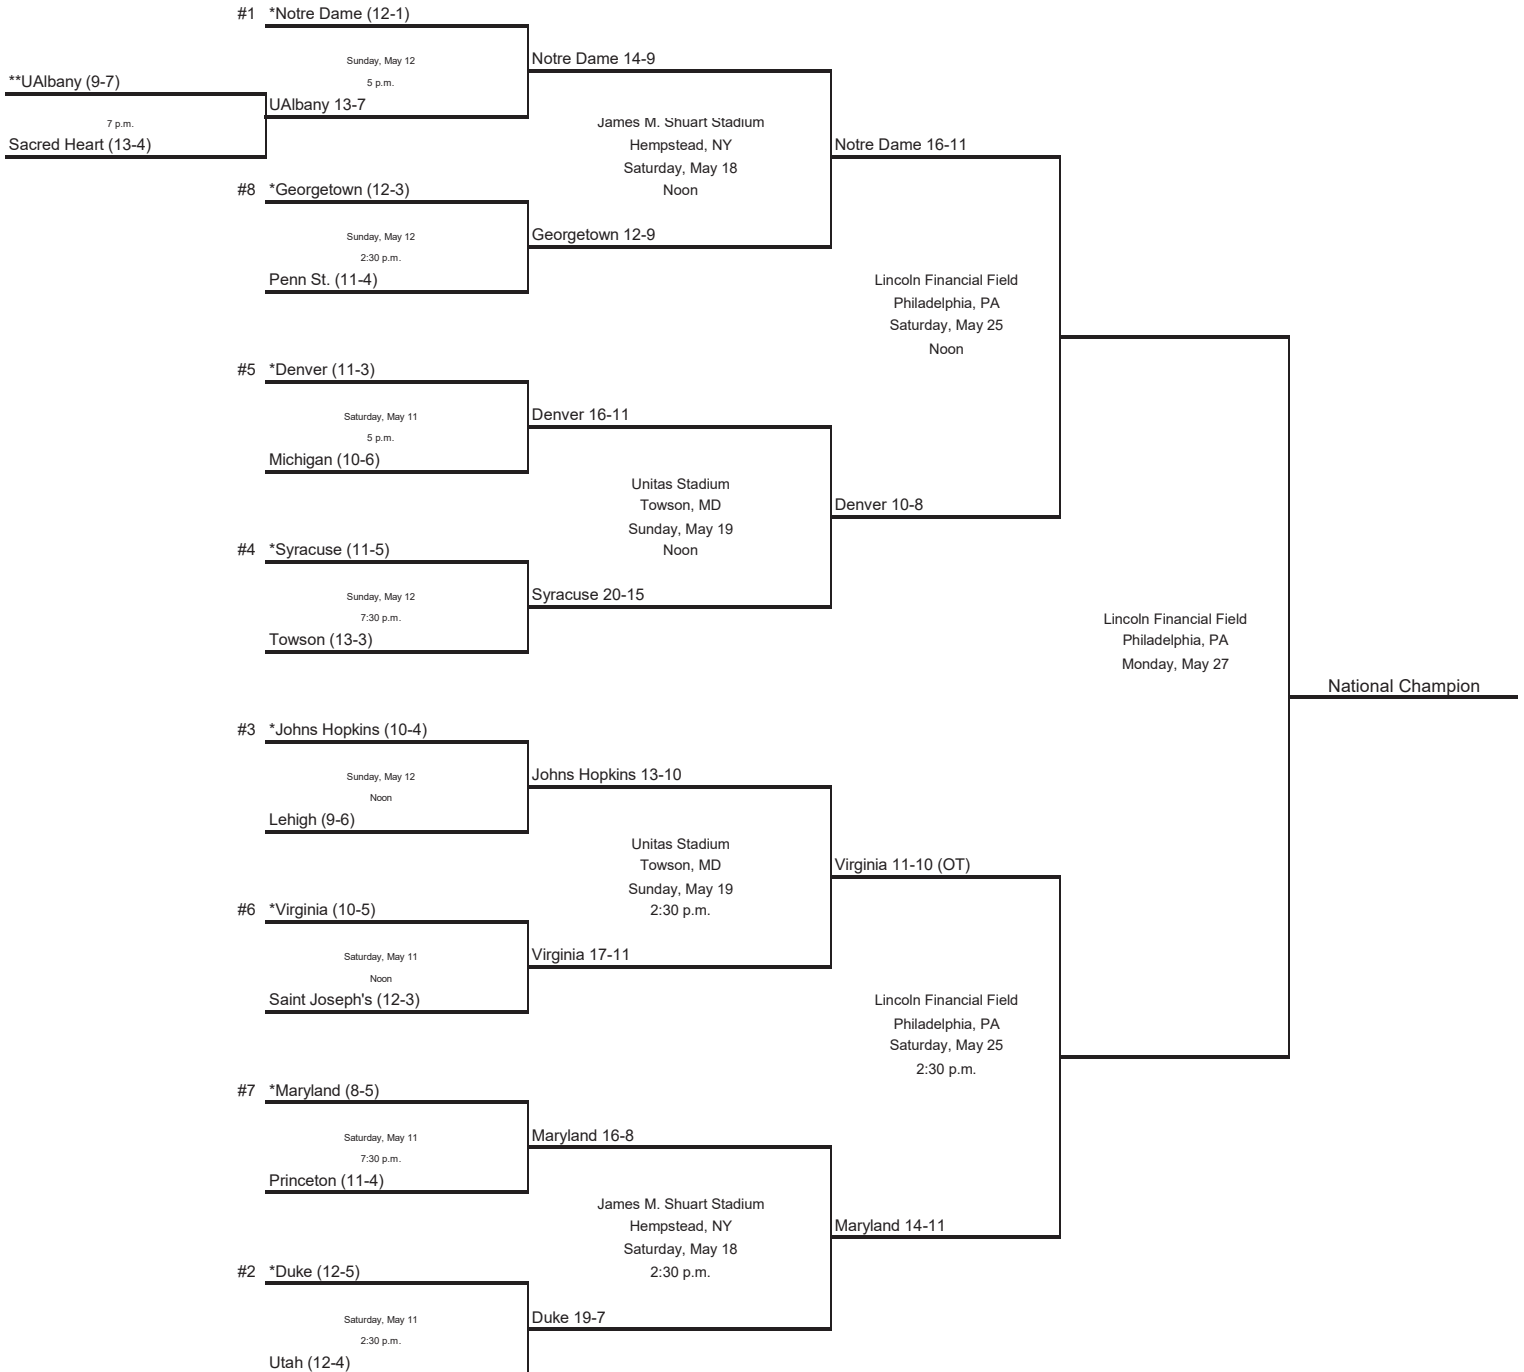 #1 *Notre Dame (12-1)
Sunday, May 12
5 p.m.
**UAlbany (9-7)
7 p.m.
Sacred Heart (13-4)
UAlbany 13-7
Notre Dame 14-9
James M. Shuart Stadium
Hempstead, NY
Saturday, May 18
Noon
#8 *Georgetown (12-3)
Sunday, May 12
2:30 p.m.
Penn St. (11-4)
Georgetown 12-9
Notre Dame 16-11
Lincoln Financial Field
Philadelphia, PA
Saturday, May 25
Noon
#5 *Denver (11-3)
Saturday, May 11
5 p.m.
Michigan (10-6)
Denver 16-11
Unitas Stadium
Towson, MD
Sunday, May 19
Noon
Denver 10-8
#4 *Syracuse (11-5)
Sunday, May 12
7:30 p.m.
Towson (13-3)
Syracuse 20-15
Lincoln Financial Field
Philadelphia, PA
Monday, May 27
National Champion
#3 *Johns Hopkins (10-4)
Sunday, May 12
Noon
Lehigh (9-6)
Johns Hopkins 13-10
Unitas Stadium
Towson, MD
Sunday, May 19
2:30 p.m.
Virginia 11-10 (OT)
#6 *Virginia (10-5)
Saturday, May 11
Noon
Saint Joseph's (12-3)
Virginia 17-11
Lincoln Financial Field
Philadelphia, PA
Saturday, May 25
2:30 p.m.
#7 *Maryland (8-5)
Saturday, May 11
7:30 p.m.
Princeton (11-4)
Maryland 16-8
James M. Shuart Stadium
Hempstead, NY
Saturday, May 18
2:30 p.m.
Maryland 14-11
#2 *Duke (12-5)
Saturday, May 11
2:30 p.m.
Utah (12-4)
Duke 19-7